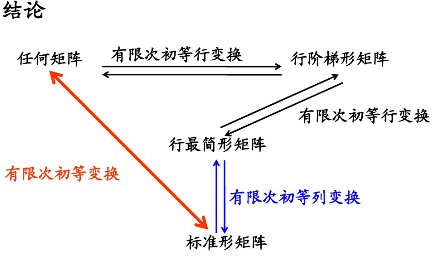 结论
任何矩阵
有限次初等行变换
行阶梯形矩阵
有限次初等行变换
行最简形矩阵
有限次初等变换
有限次初等列变换
标准形矩阵